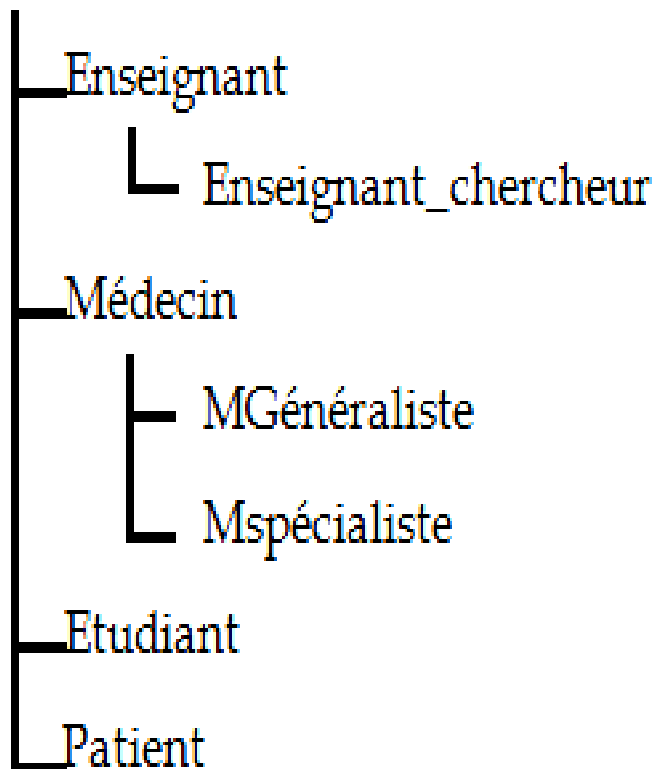 Enseignant
Enseignant_chercheur
Médecin
MGénéraliste
Mspécialiste
Etudiant
Patient